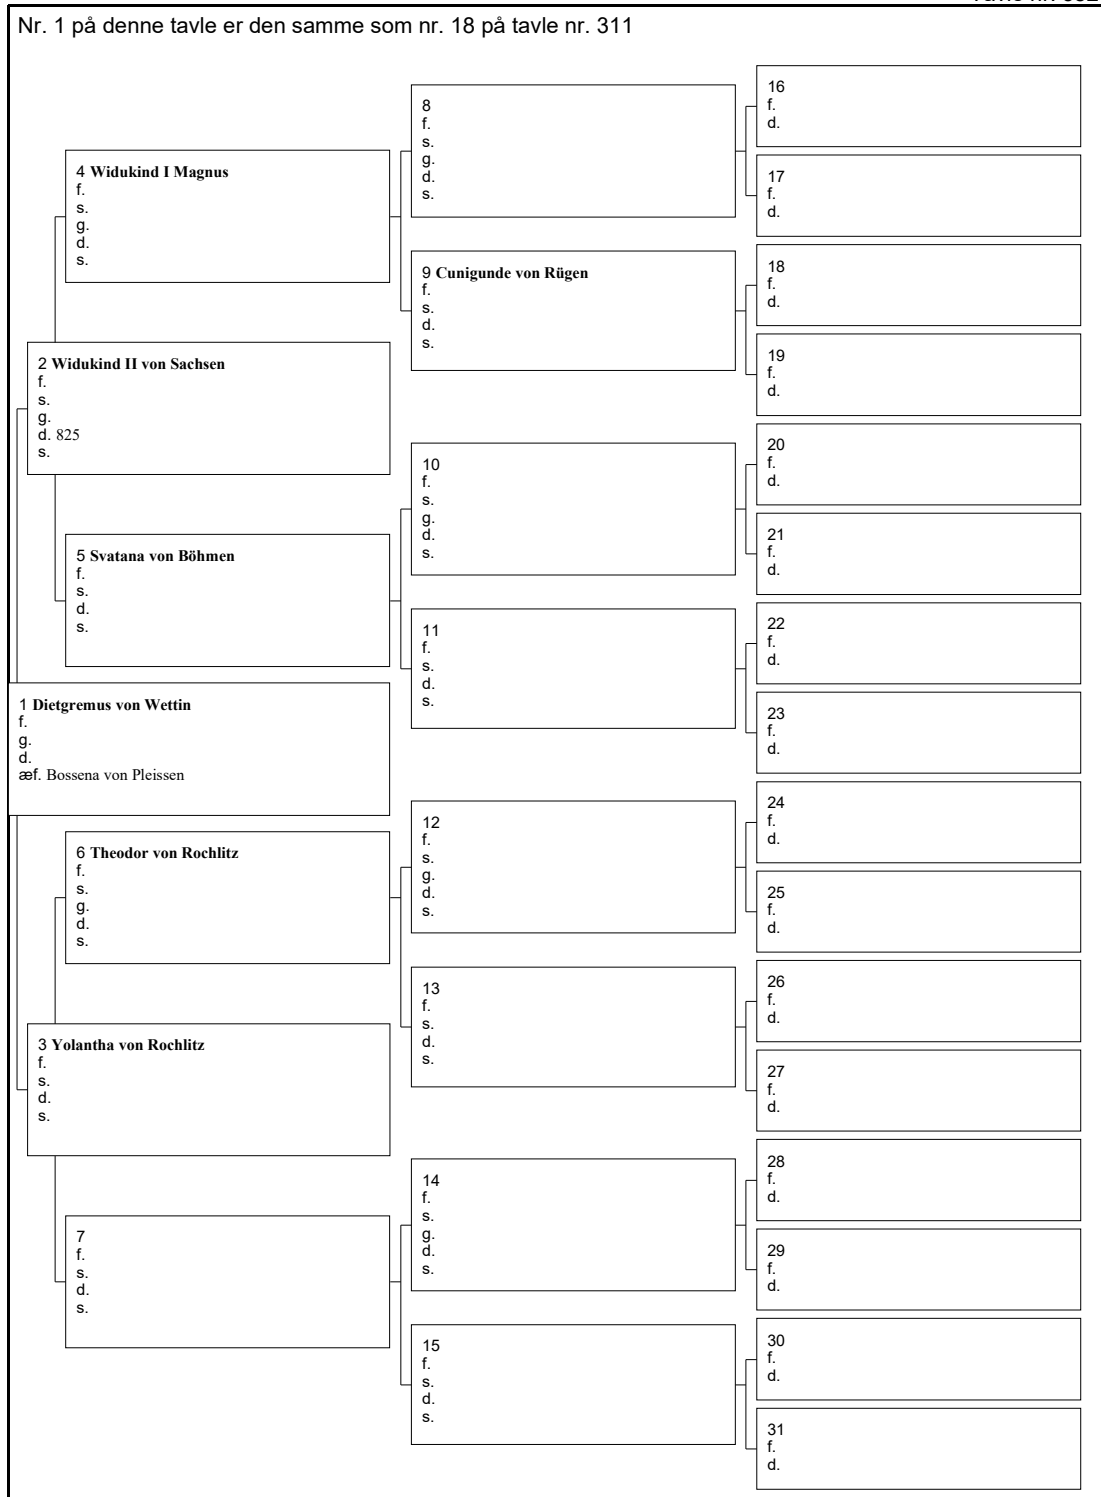 Nr. 1 på denne tavle er den samme som nr. 18 på tavle nr. 311
1 Dietgremus von Wettin
f.
g.
d.
æf. Bossena von Pleissen
2 Widukind II von Sachsen
f.
s.
g.
d. 825
s.
3 Yolantha von Rochlitz
f.
s.
d.
s.
4 Widukind I Magnus
f.
s.
g.
d.
s.
5 Svatana von Böhmen
f.
s.
d.
s.
6 Theodor von Rochlitz
f.
s.
g.
d.
s.
7
f.
s.
d.
s.
8
f.
s.
g.
d.
s.
9 Cunigunde von Rügen
f.
s.
d.
s.
10
f.
s.
g.
d.
s.
11
f.
s.
d.
s.
12
f.
s.
g.
d.
s.
13
f.
s.
d.
s.
14
f.
s.
g.
d.
s.
15
f.
s.
d.
s.
16
f.
d.
17
f.
d.
18
f.
d.
19
f.
d.
20
f.
d.
21
f.
d.
22
f.
d.
23
f.
d.
24
f.
d.
25
f.
d.
26
f.
d.
27
f.
d.
28
f.
d.
29
f.
d.
30
f.
d.
31
f.
d.